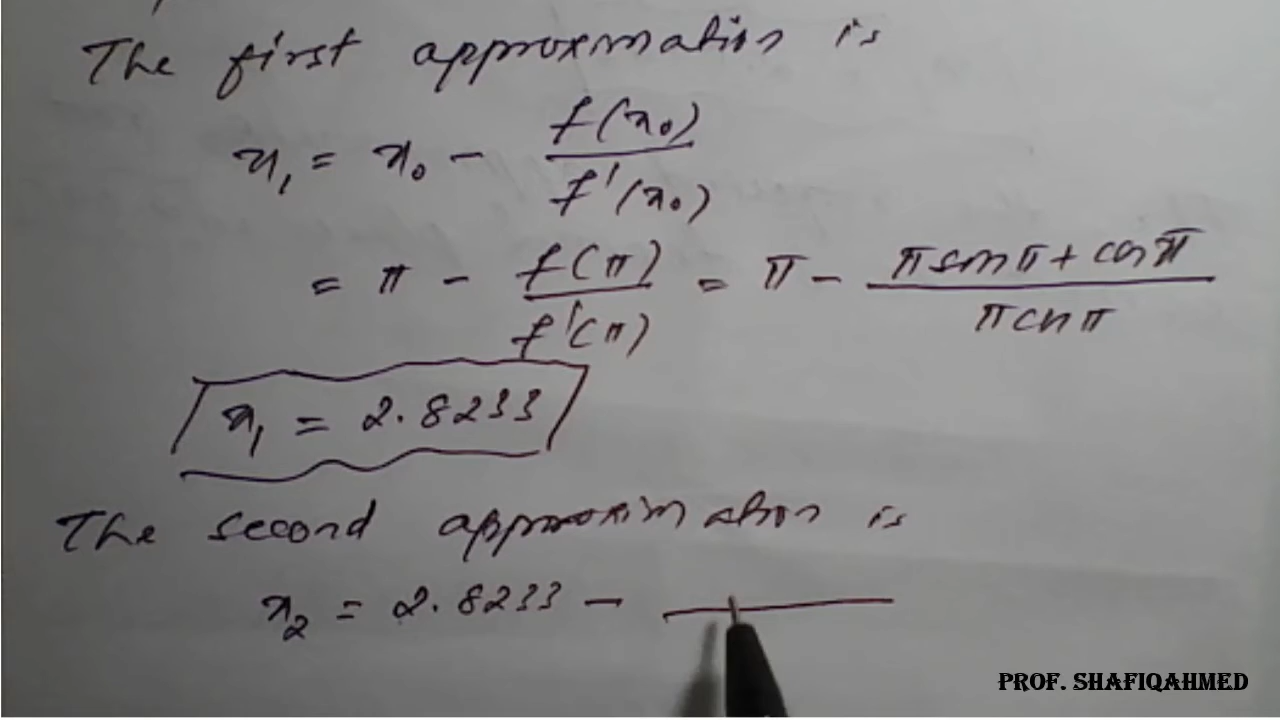 The first approxmation is
x₁ = x₀ - f(x₀)/f'(x₀)
= π - f(π)/f'(π) = π - (π sin π + cos π)/(π cos π)
x₁ = 2.8233
The second approximation is
x₂ = 2.8233 -
PROF. SHAFIQAHMED